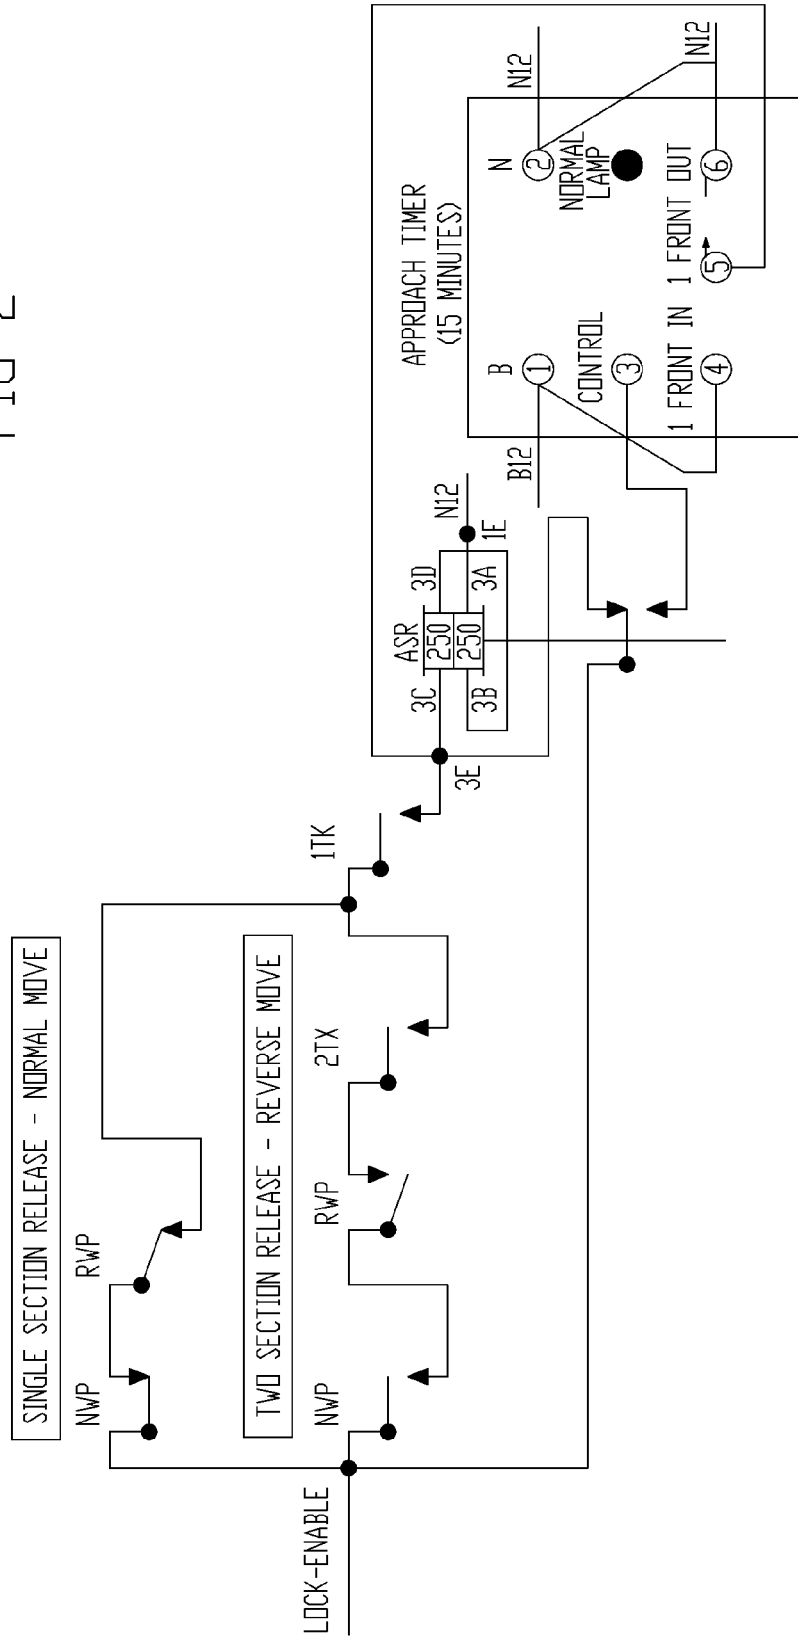 SINGLE SECTION RELEASE - NORMAL MOVE
NWP
RWP
TWO SECTION RELEASE - REVERSE MOVE
LOCK-ENABLE
NWP
RWP
2TX
1TK
3E
ASR
3C
250
3D
3B
250
3A
1E
N12
APPROACH TIMER
(15 MINUTES)
B
N
B12
1
2
N12
CONTROL
NORMAL
LAMP
3
1 FRONT IN
1 FRONT OUT
4
5
6
N12